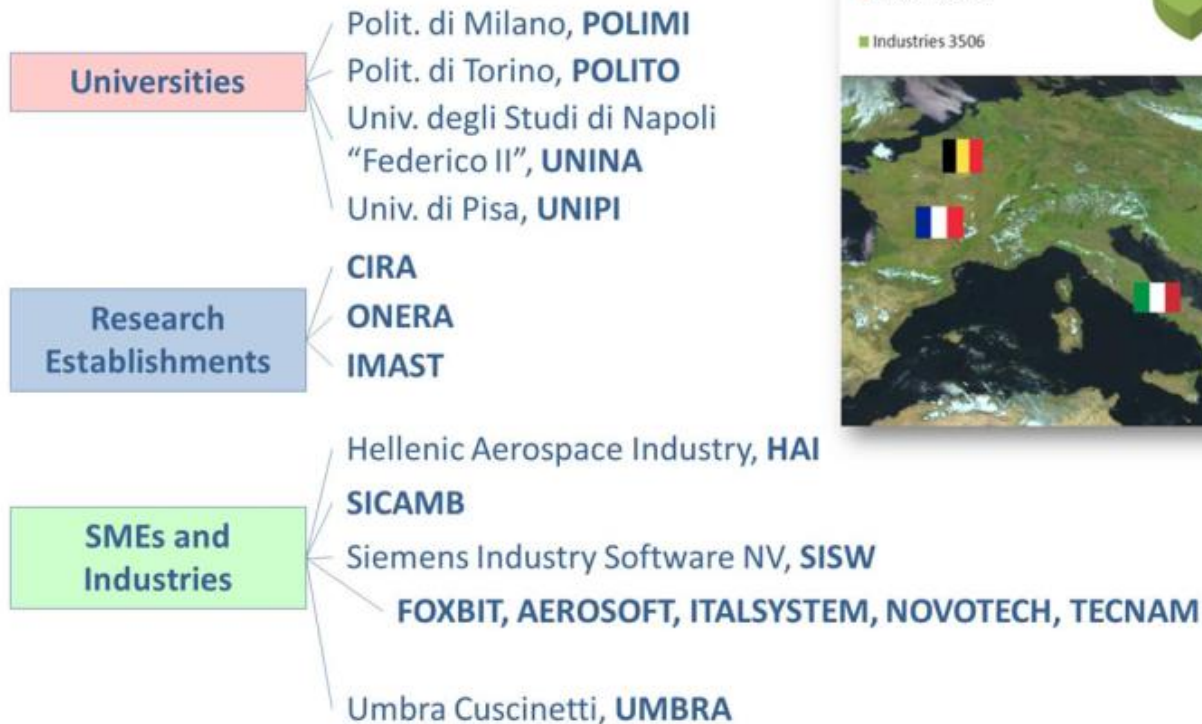 Universities
Polit. di Milano, POLIMI
Polit. di Torino, POLITO
Univ. degli Studi di Napoli
“Federico II”, UNINA
Univ. di Pisa, UNIPI
Research
Establishments
CIRA
ONERA
IMAST
SMEs and
Industries
Hellenic Aerospace Industry, HAI
SICAMB
Siemens Industry Software NV, SISW
FOXBIT, AEROSOFT, ITALSYSTEM, NOVOTECH, TECNAM
Umbra Cuscinetti, UMBRA
Industries 3506